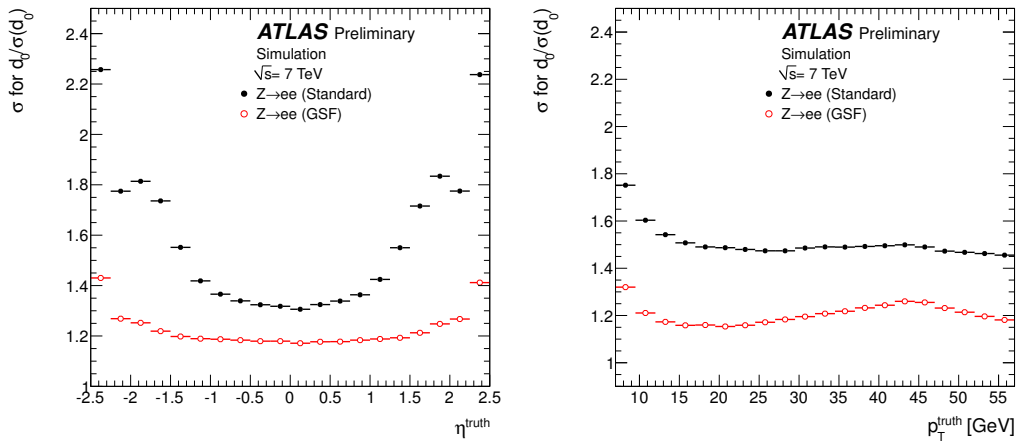 σ for d₀/σ(d₀)
2.4
2.2
2
1.8
1.6
1.4
1.2
1
ATLAS Preliminary
Simulation
√s= 7 TeV
Z→ee (Standard)
Z→ee (GSF)
-2.5 -2 -1.5 -1 -0.5 0 0.5 1 1.5 2 2.5
η^truth
σ for d₀/σ(d₀)
2.4
2.2
2
1.8
1.6
1.4
1.2
1
ATLAS Preliminary
Simulation
√s= 7 TeV
Z→ee (Standard)
Z→ee (GSF)
10 15 20 25 30 35 40 45 50 55
p_T^truth [GeV]